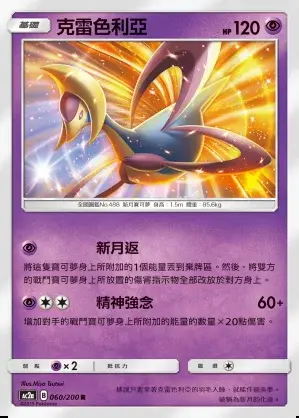 基礎 克雷色利亞 HP 120
全國圖鑑No.488 新月寶可夢 身高：1.5m 體重：85.6kg
新月返
將這隻寶可夢身上所附加的1個能量丟到棄牌區。然後，將雙方
的戰鬥寶可夢身上所放置的傷害指示物全部改放於對方身上。
精神強念 60+
增加對手的戰鬥寶可夢身上所附加的能量的數量×20點傷害。
弱點 ×2 抵抗力
Illus.Miya Tsutsui
AC2a B 060/200 R
©2019 Pokémon